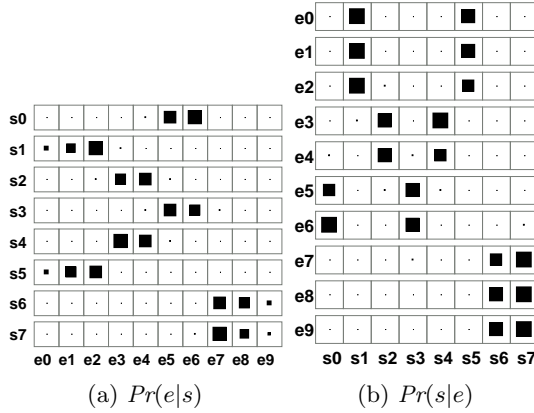 e0
e1
e2
e3
e4
e5
e6
e7
e8
e9
s0 s1 s2 s3 s4 s5 s6 s7
s0
s1
s2
s3
s4
s5
s6
s7
e0 e1 e2 e3 e4 e5 e6 e7 e8 e9
(a) Pr(e|s)
(b) Pr(s|e)